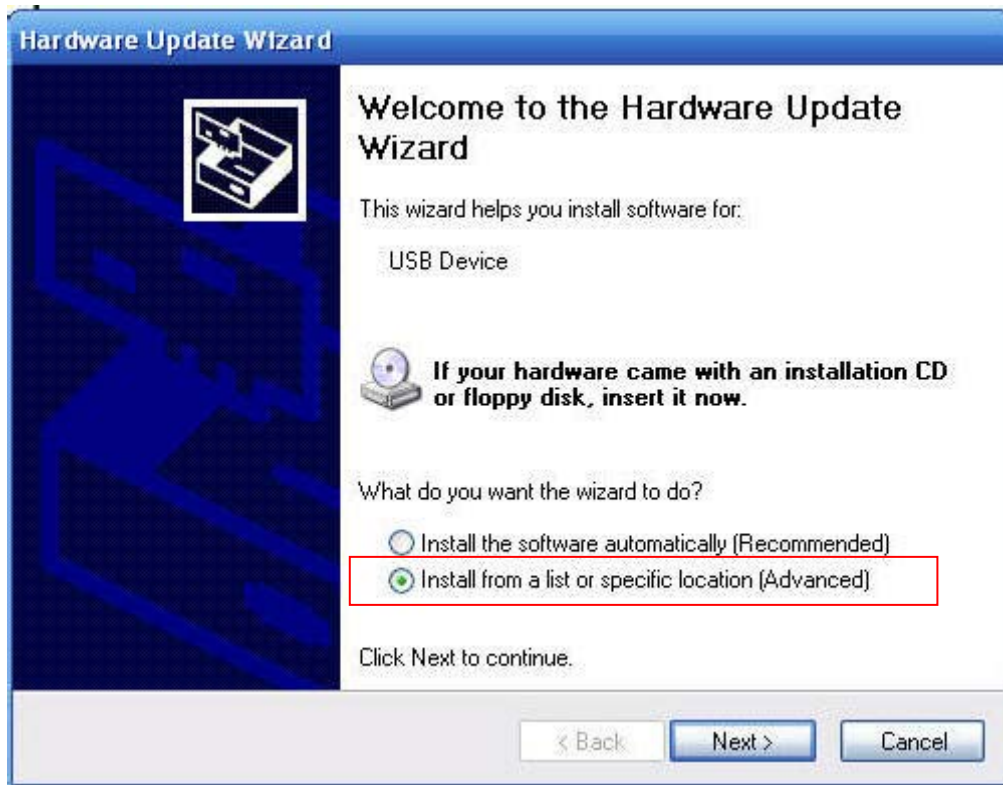 Hardware Update Wizard
Welcome to the Hardware Update
Wizard
This wizard helps you install software for:
USB Device
If your hardware came with an installation CD
or floppy disk, insert it now.
What do you want the wizard to do?
Install the software automatically (Recommended)
Install from a list or specific location (Advanced)
Click Next to continue.
< Back
Next >
Cancel